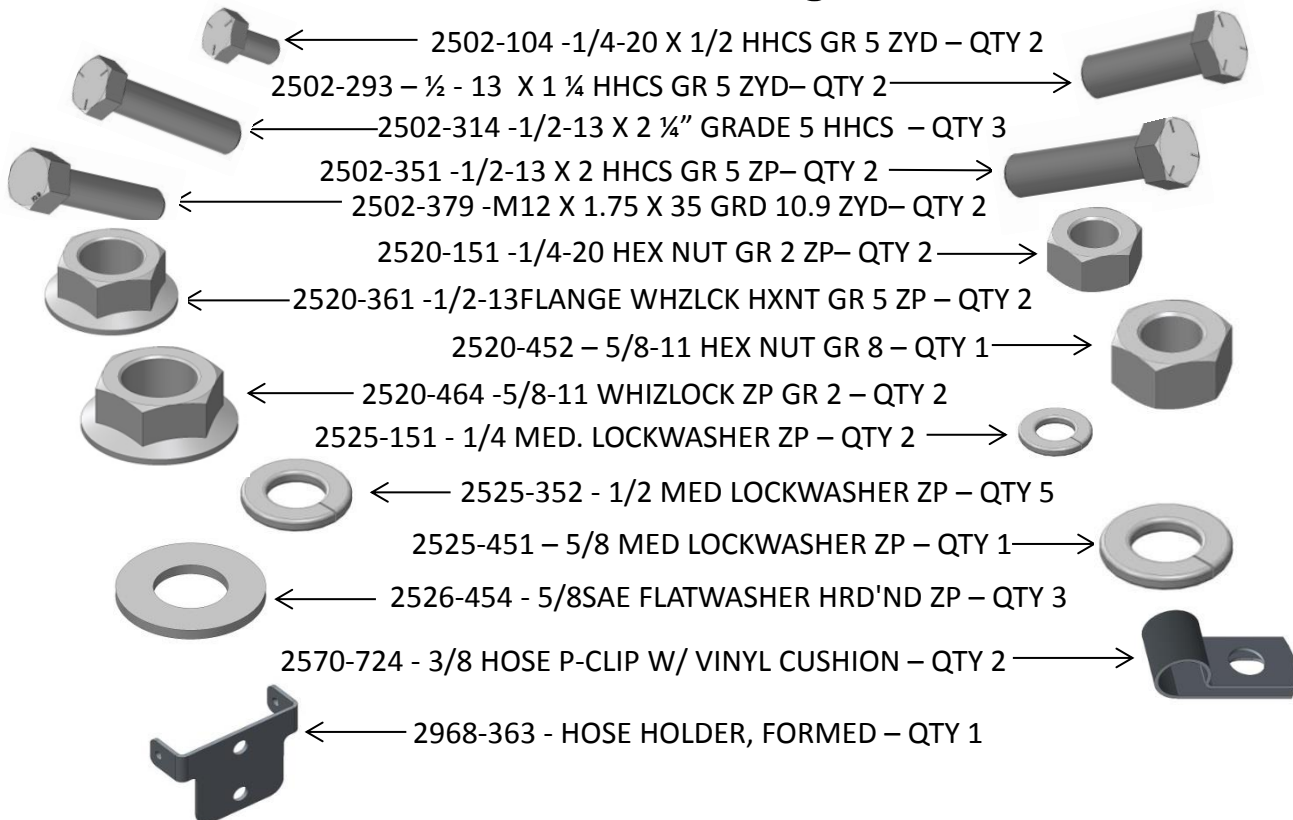 2502-104 -1/4-20 X 1/2 HHCS GR 5 ZYD – QTY 2
2502-293 – ½ - 13 X 1 ¼ HHCS GR 5 ZYD– QTY 2
2502-314 -1/2-13 X 2 ¼” GRADE 5 HHCS – QTY 3
2502-351 -1/2-13 X 2 HHCS GR 5 ZP– QTY 2
2502-379 -M12 X 1.75 X 35 GRD 10.9 ZYD– QTY 2
2520-151 -1/4-20 HEX NUT GR 2 ZP– QTY 2
2520-361 -1/2-13FLANGE WHZLCK HXNT GR 5 ZP – QTY 2
2520-452 – 5/8-11 HEX NUT GR 8 – QTY 1
2520-464 -5/8-11 WHIZLOCK ZP GR 2 – QTY 2
2525-151 - 1/4 MED. LOCKWASHER ZP – QTY 2
2525-352 - 1/2 MED LOCKWASHER ZP – QTY 5
2525-451 – 5/8 MED LOCKWASHER ZP – QTY 1
2526-454 - 5/8SAE FLATWASHER HRD'ND ZP – QTY 3
2570-724 - 3/8 HOSE P-CLIP W/ VINYL CUSHION – QTY 2
2968-363 - HOSE HOLDER, FORMED – QTY 1